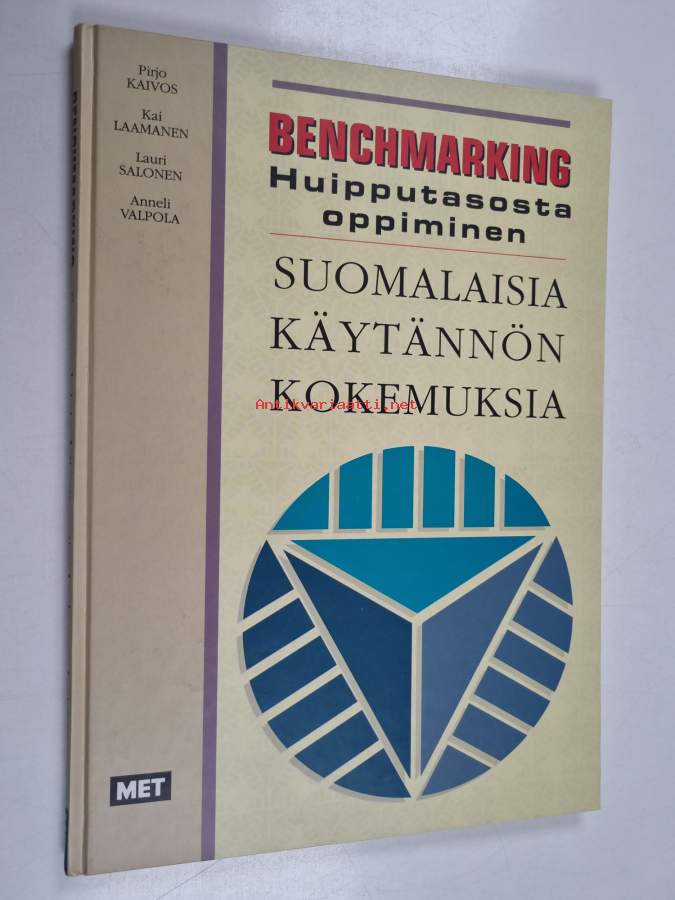 Pirjo
KAIVOS
Kai
LAAMANEN
Lauri
SALONEN
Anneli
VALPOLA
BENCHMARKING
Huipputasosta
oppiminen
SUOMALAISIA
KÄYTÄNNÖN
KOKEMUKSIA
Antikvariaatti.net
MET